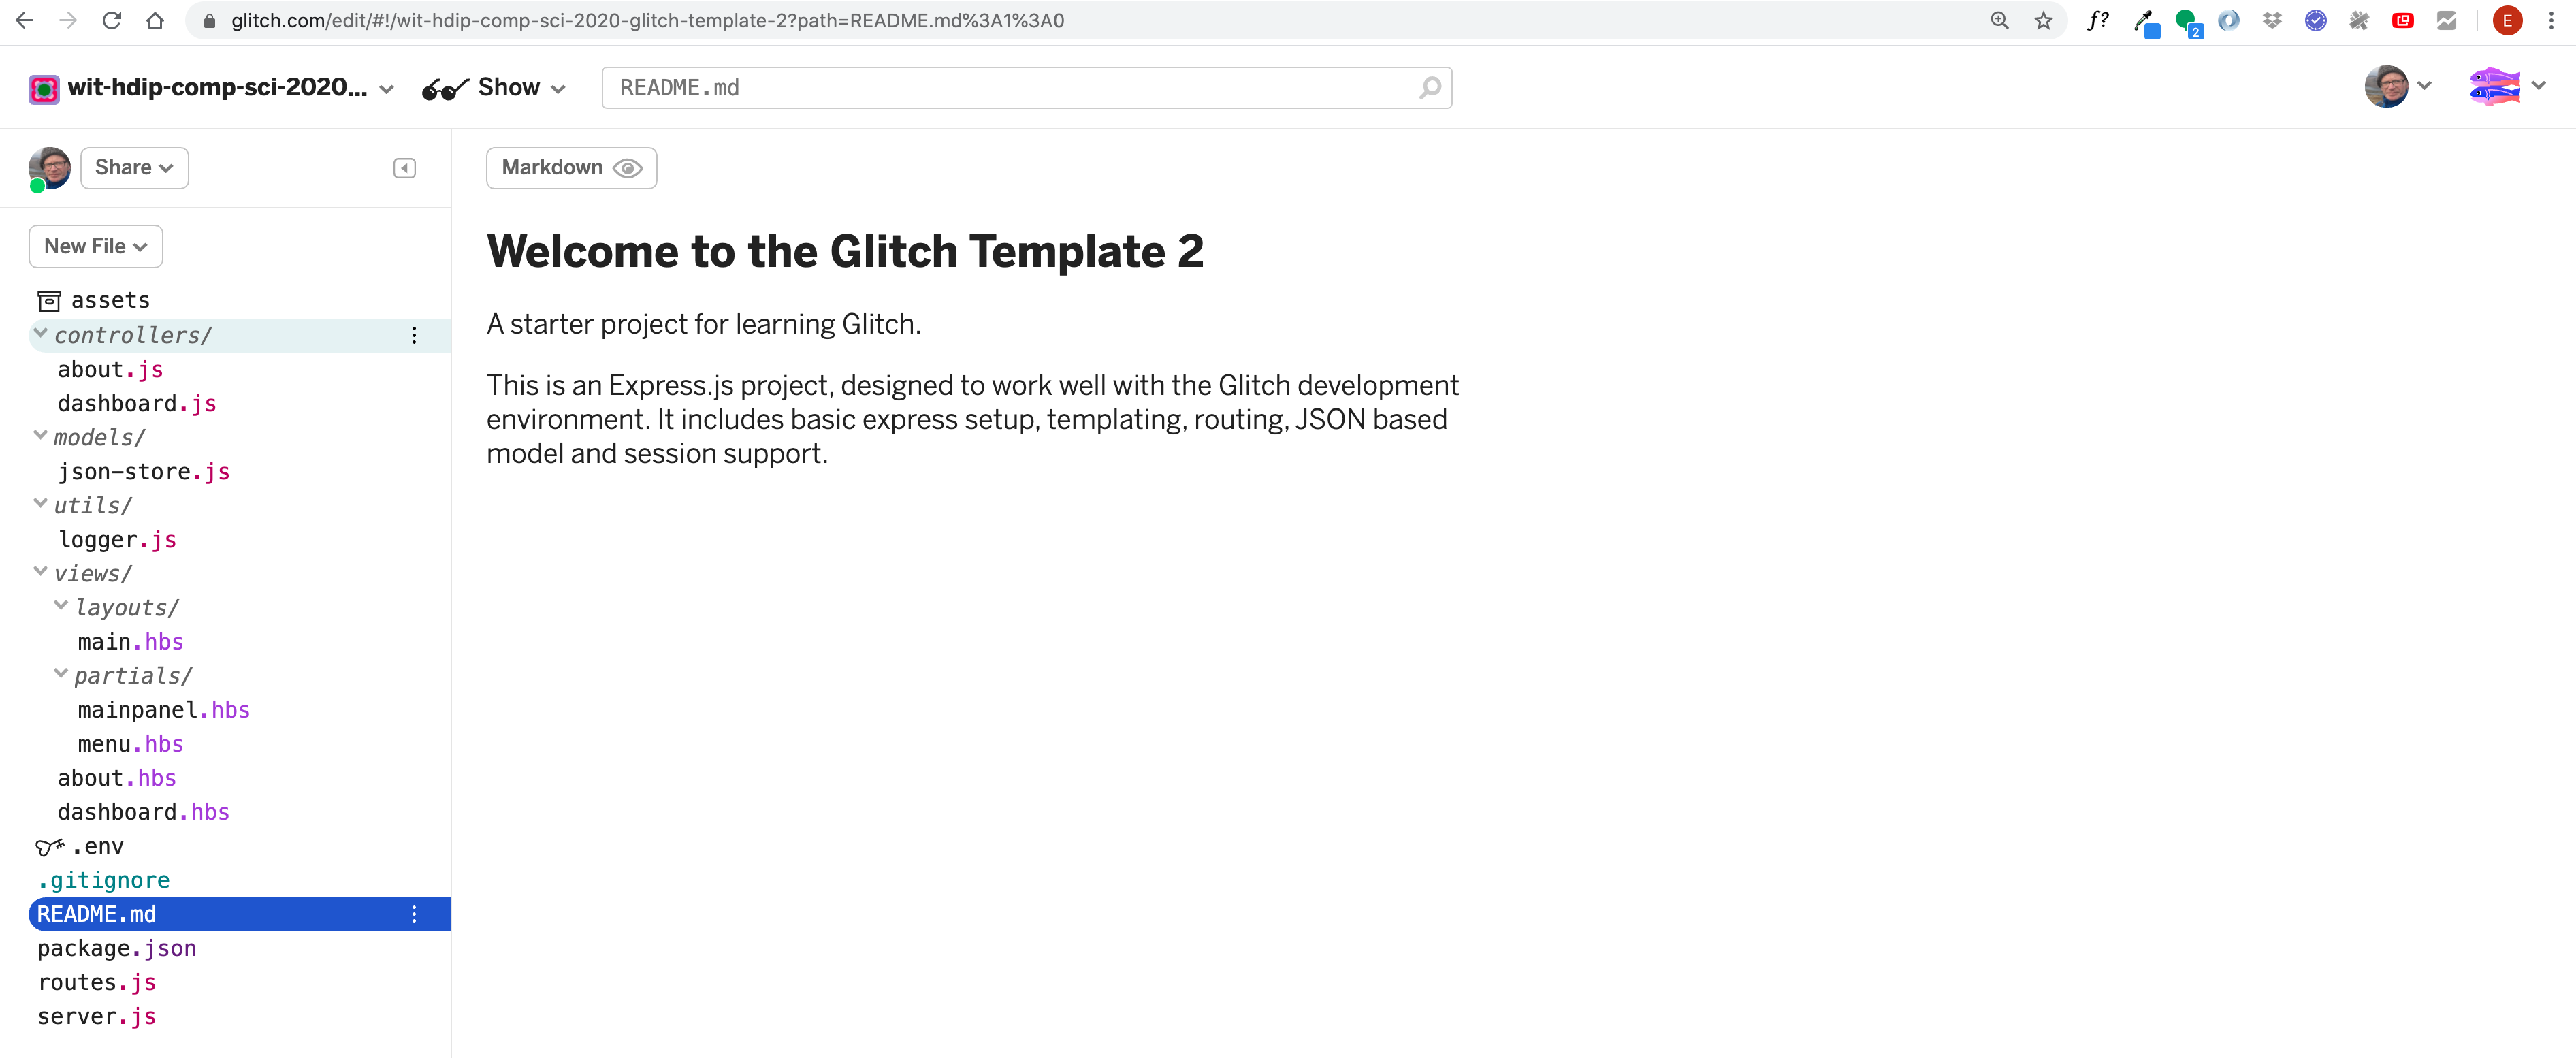 glitch.com/edit/#!/wit-hdip-comp-sci-2020-glitch-template-2?path=README.md%3A1%3A0
f?
2
E
wit-hdip-comp-sci-2020...
Show
README.md
Share
Markdown
New File
Welcome to the Glitch Template 2
A starter project for learning Glitch.
This is an Express.js project, designed to work well with the Glitch development
environment. It includes basic express setup, templating, routing, JSON based
model and session support.
assets
controllers/
about.js
dashboard.js
models/
json-store.js
utils/
logger.js
views/
layouts/
main.hbs
partials/
mainpanel.hbs
menu.hbs
about.hbs
dashboard.hbs
.env
.gitignore
README.md
package.json
routes.js
server.js